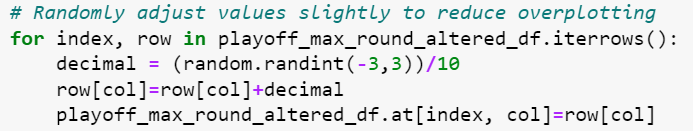 # Randomly adjust values slightly to reduce overplotting
for index, row in playoff_max_round_altered_df.iterrows():
    decimal = (random.randint(-3,3))/10
    row[col]=row[col]+decimal
    playoff_max_round_altered_df.at[index, col]=row[col]